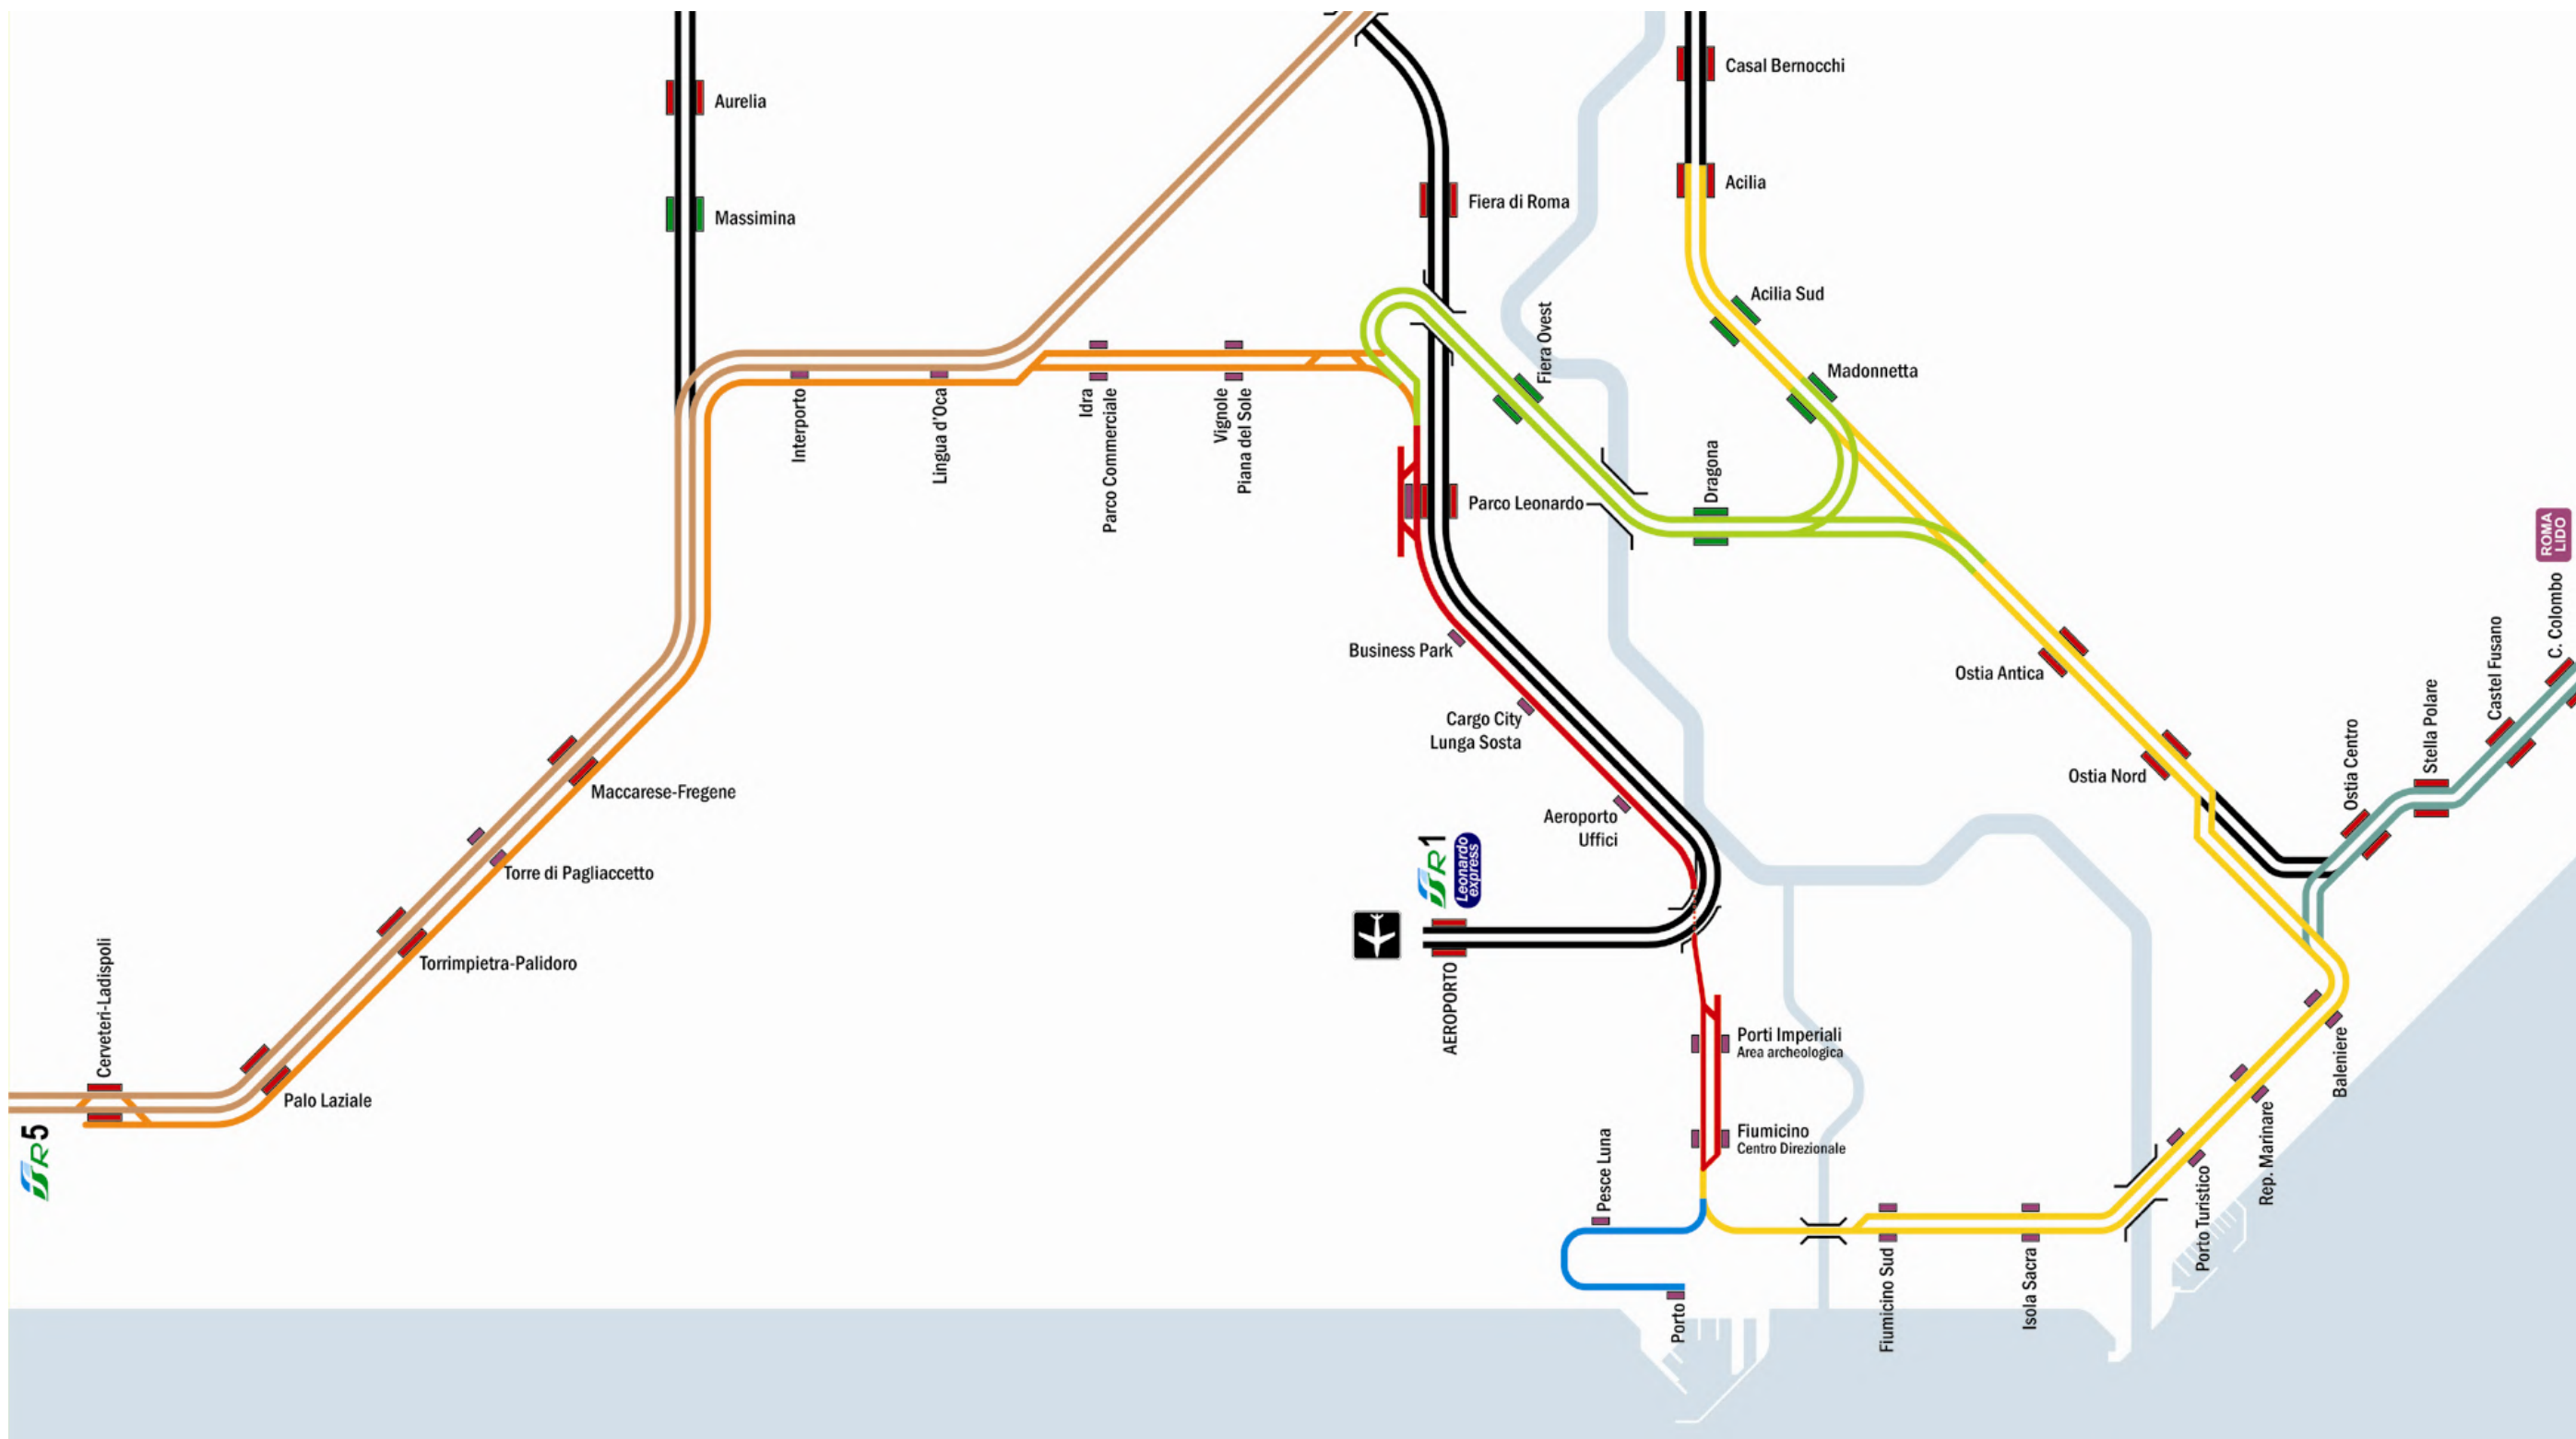 Aurelia
Massimina
Casal Bernocchi
Acilia
Fiera di Roma
Acilia Sud
Madonnetta
Fiera Ovest
Interporto
Lingua d'Oca
Idra
Parco Commerciale
Vignole
Piana del Sole
Parco Leonardo
Dragona
ROMA
LIDO
Business Park
Cargo City
Lunga Sosta
Aeroporto
Uffici
Ostia Antica
Ostia Nord
Ostia Centro
Stella Polare
Castel Fusano
C. Colombo
Maccarese-Fregene
Torre di Pagliaccetto
Torrimpietra-Palidoro
Palo Laziale
Cerveteri-Ladispoli
R5
R1
Leonardo
express
AEROPORTO
Porti Imperiali
Area archeologica
Fiumicino
Centro Direzionale
Pesce Luna
Porto
Fiumicino Sud
Isola Sacra
Porto Turistico
Rep. Marinare
Baleniere